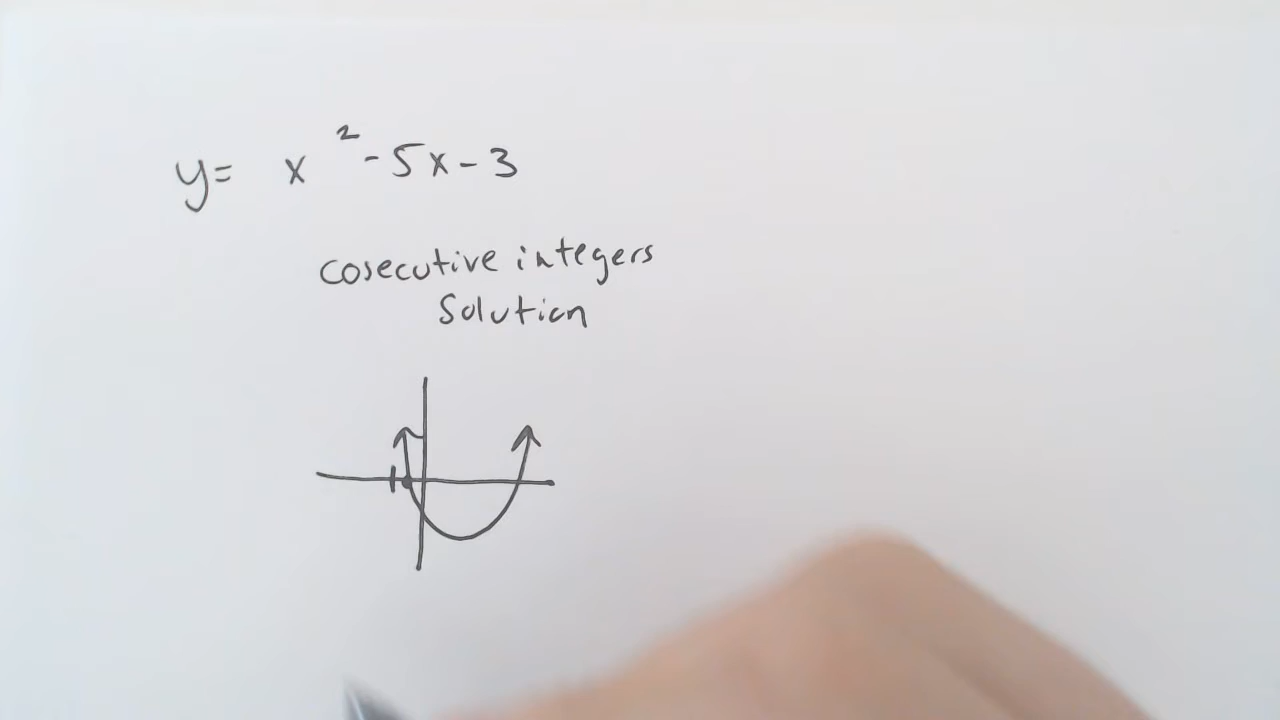 y= x² -5x-3
cosecutive integers
Solution